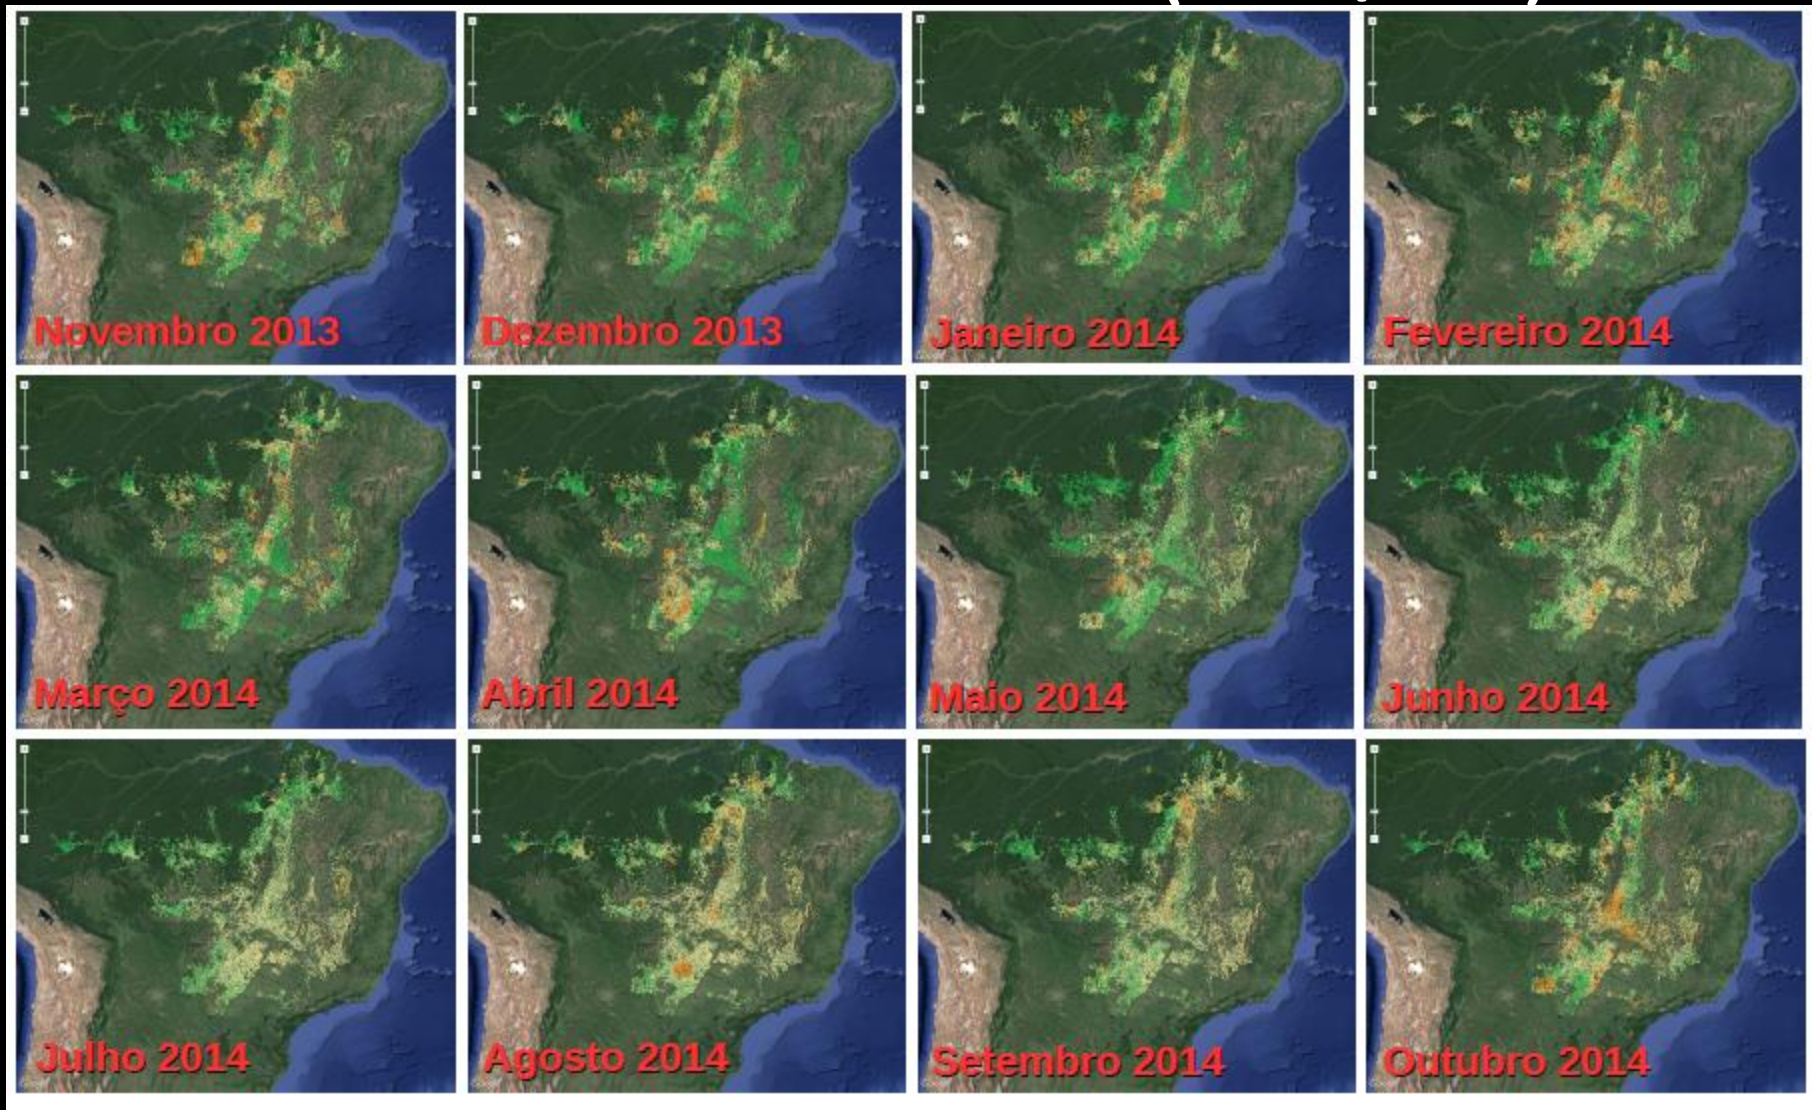 Novembro 2013
Dezembro 2013
Janeiro 2014
Fevereiro 2014
Março 2014
Abril 2014
Maio 2014
Junho 2014
Julho 2014
Agosto 2014
Setembro 2014
Outubro 2014